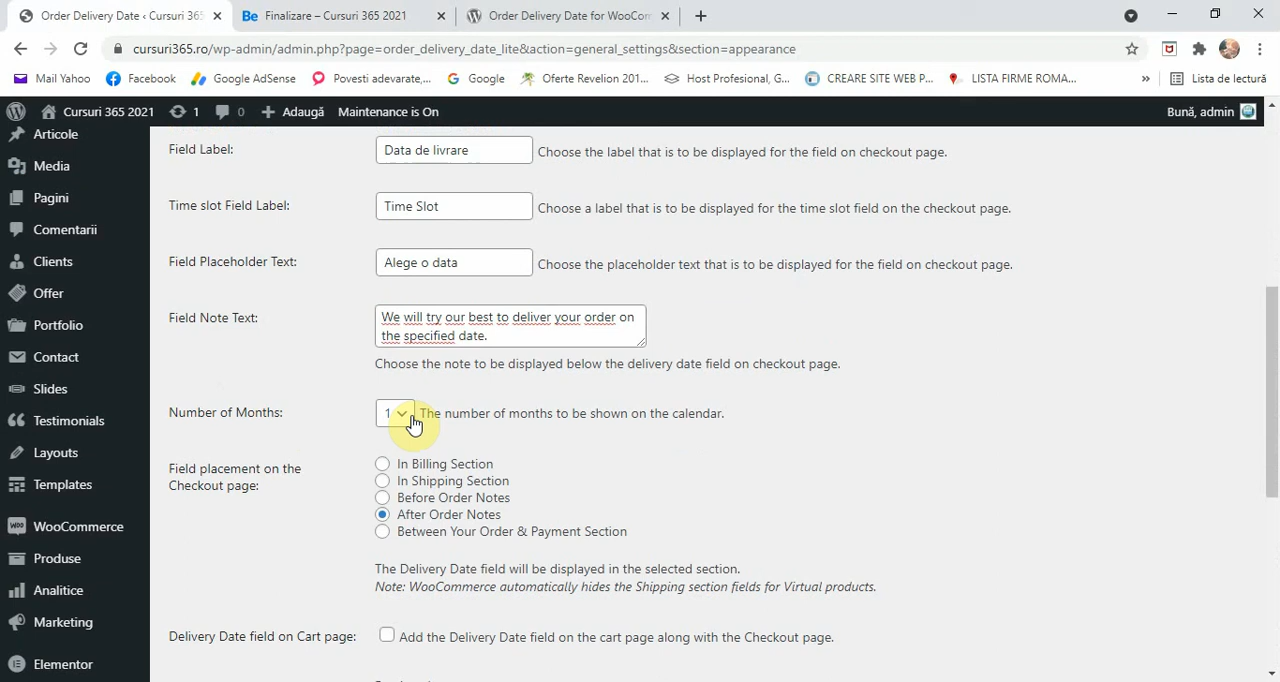 Order Delivery Date ‹ Cursuri 365
Finalizare – Cursuri 365 2021
Order Delivery Date for WooCom
cursuri365.ro/wp-admin/admin.php?page=order_delivery_date_lite&action=general_settings&section=appearance
Mail Yahoo
Facebook
Google AdSense
Povesti adevarate,...
Google
Oferte Revelion 201...
Host Profesional, G...
CREARE SITE WEB P...
LISTA FIRME ROMA...
»
Lista de lectură
Cursuri 365 2021
1
0
Adaugă
Maintenance is On
Bună, admin
Articole
Media
Pagini
Comentarii
Clients
Offer
Portfolio
Contact
Slides
Testimonials
Layouts
Templates
WooCommerce
Produse
Analitice
Marketing
Elementor
Field Label:
Data de livrare
Choose the label that is to be displayed for the field on checkout page.
Time slot Field Label:
Time Slot
Choose a label that is to be displayed for the time slot field on the checkout page.
Field Placeholder Text:
Alege o data
Choose the placeholder text that is to be displayed for the field on checkout page.
Field Note Text:
We will try our best to deliver your order on
the specified date.
Choose the note to be displayed below the delivery date field on checkout page.
Number of Months:
1
The number of months to be shown on the calendar.
Field placement on the
Checkout page:
In Billing Section
In Shipping Section
Before Order Notes
After Order Notes
Between Your Order & Payment Section
The Delivery Date field will be displayed in the selected section.
Note: WooCommerce automatically hides the Shipping section fields for Virtual products.
Delivery Date field on Cart page:
Add the Delivery Date field on the cart page along with the Checkout page.